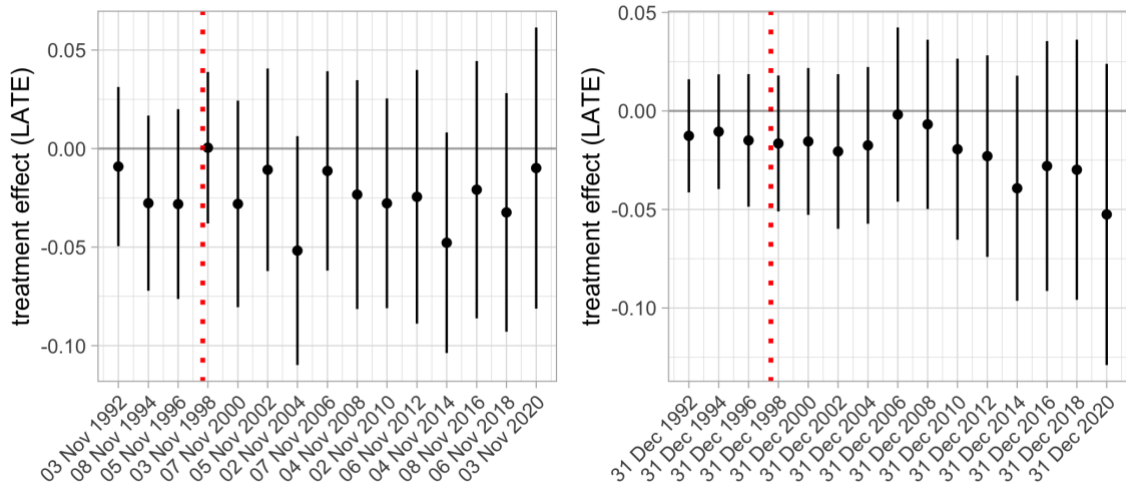 treatment effect (LATE)
0.05
0.00
-0.05
-0.10
03 Nov 1992
08 Nov 1994
05 Nov 1996
03 Nov 1998
07 Nov 2000
05 Nov 2002
02 Nov 2004
07 Nov 2006
04 Nov 2008
02 Nov 2010
06 Nov 2012
04 Nov 2014
08 Nov 2016
06 Nov 2018
03 Nov 2020
treatment effect (LATE)
0.05
0.00
-0.05
-0.10
31 Dec 1992
31 Dec 1994
31 Dec 1996
31 Dec 1998
31 Dec 2000
31 Dec 2002
31 Dec 2004
31 Dec 2006
31 Dec 2008
31 Dec 2010
31 Dec 2012
31 Dec 2014
31 Dec 2016
31 Dec 2018
31 Dec 2020